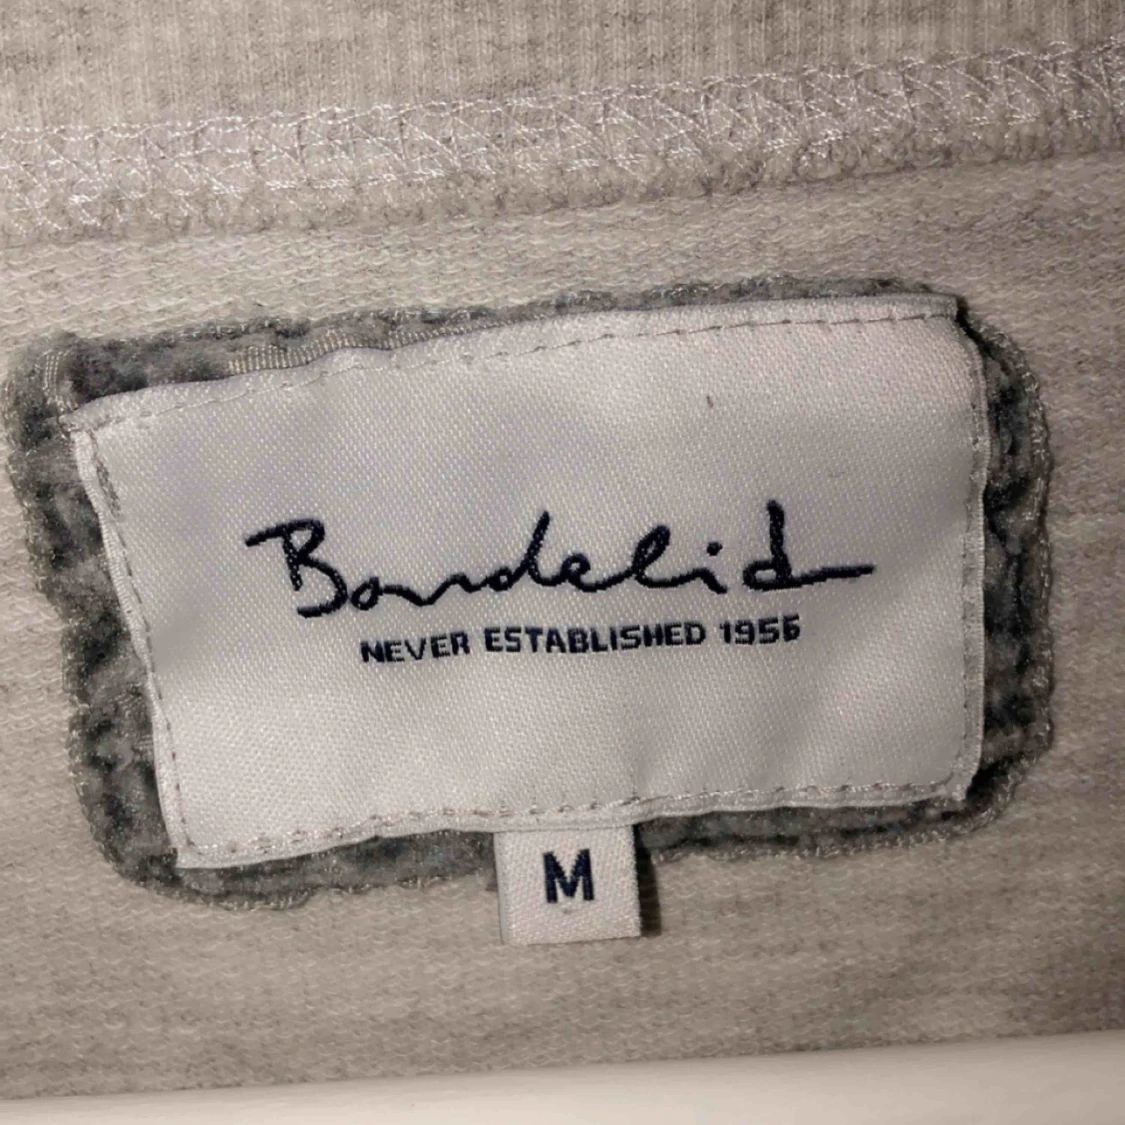 Bondelid
NEVER ESTABLISHED 1956
M